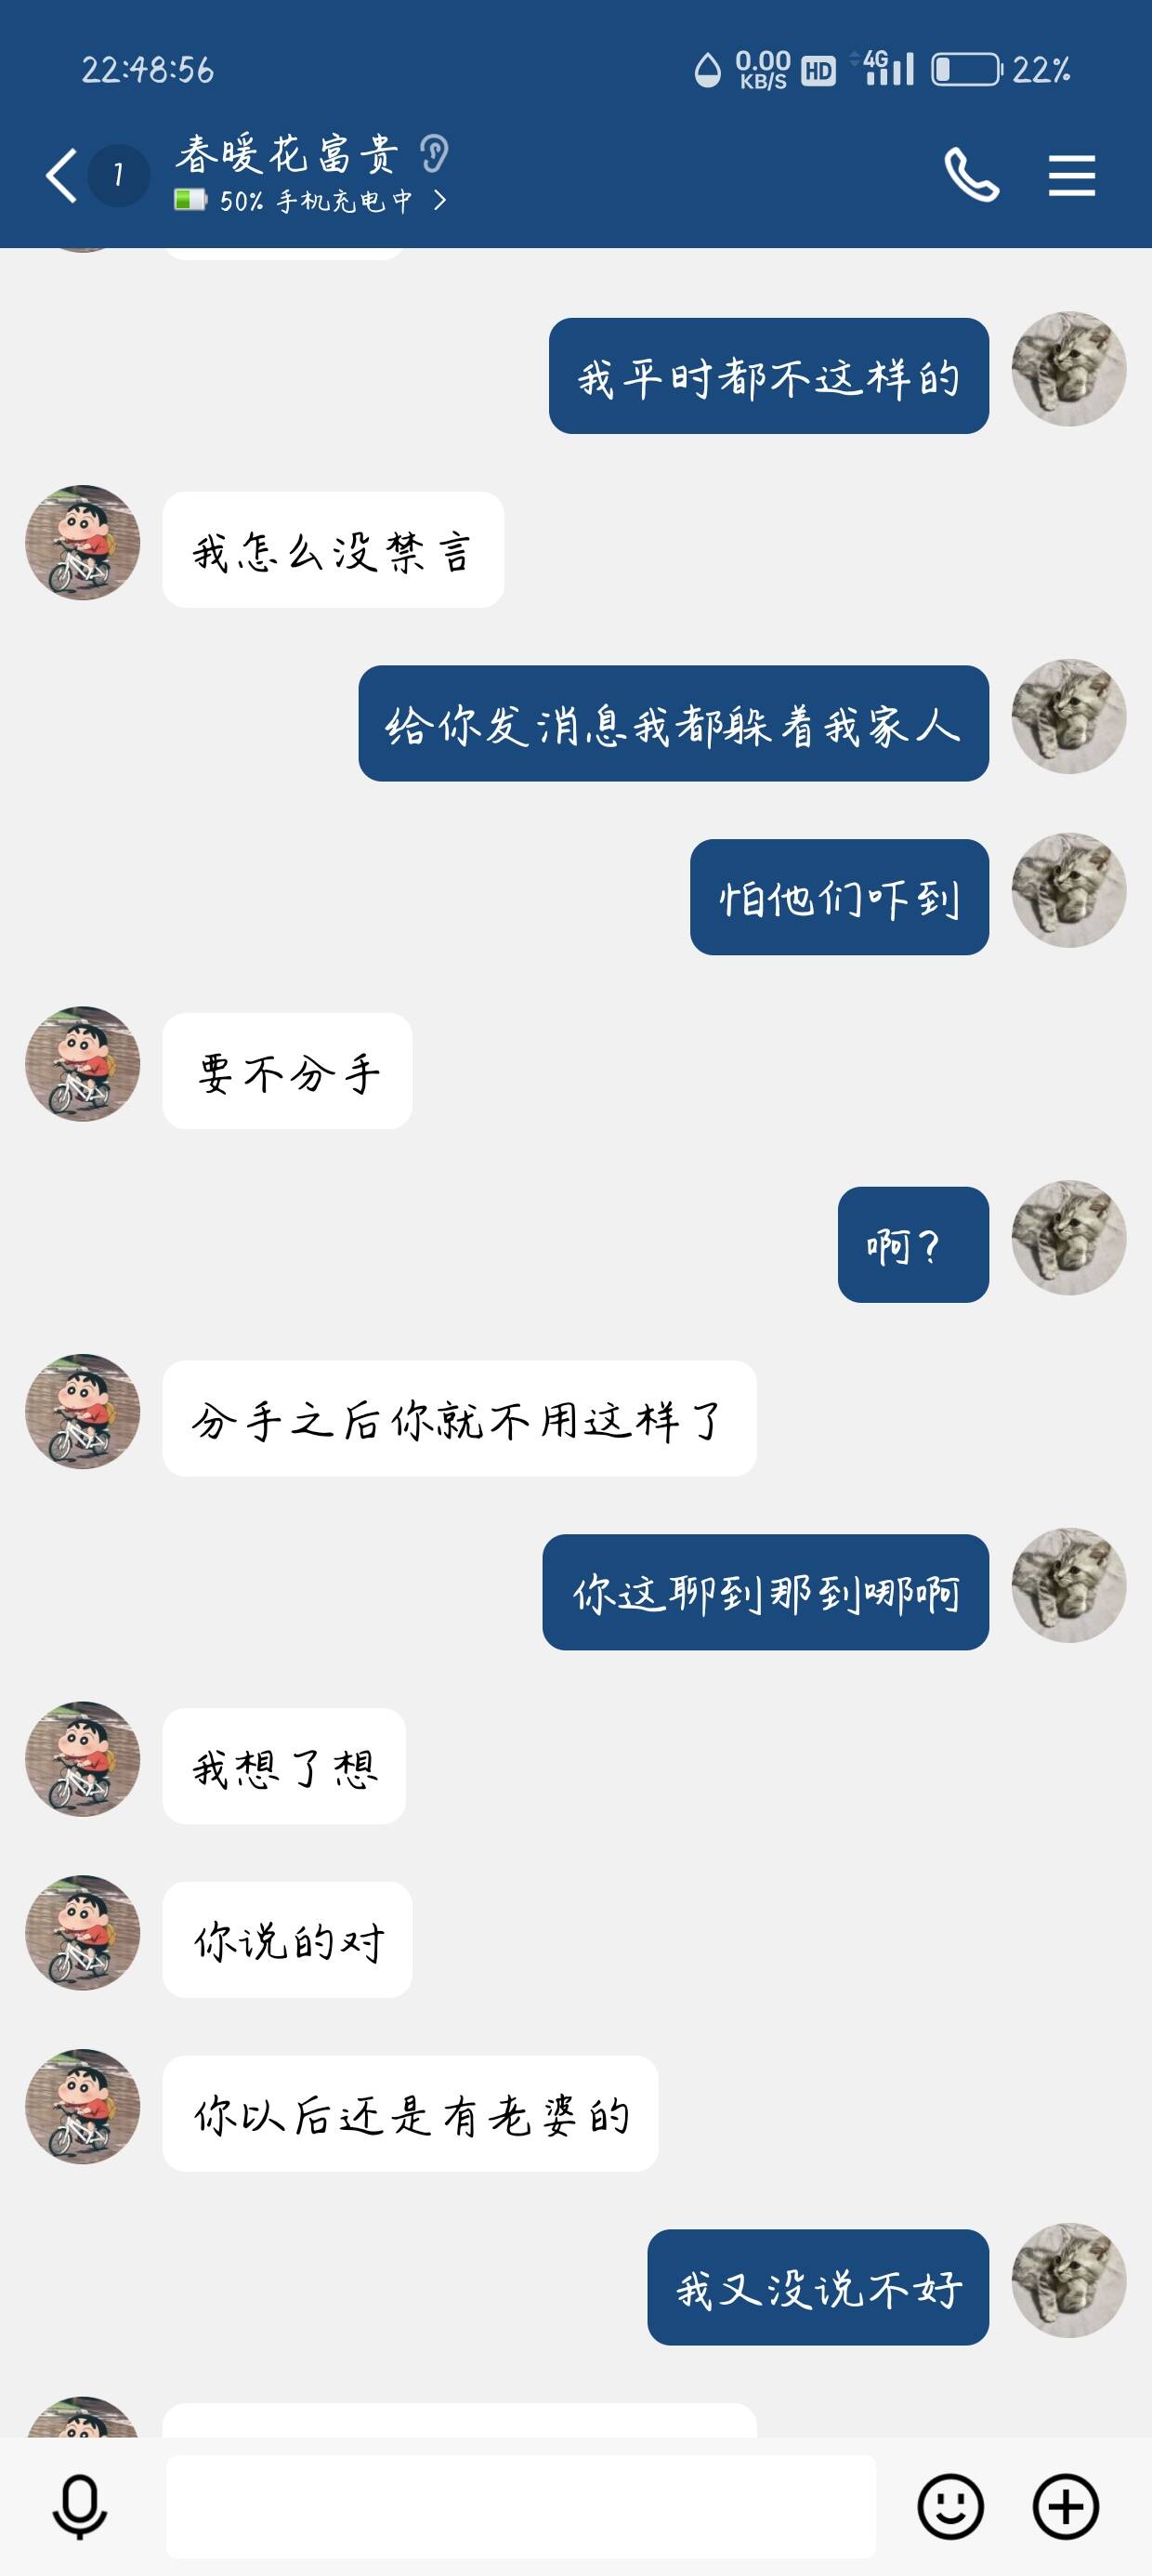 22:48:56
0.00
KB/S
HD
4G
22%
1
春暖花富贵
50% 手机充电中
我平时都不这样的
我怎么没禁言
给你发消息我都躲着我家人
怕他们吓到
要不分手
啊？
分手之后你就不用这样了
你这聊到那到哪啊
我想了想
你说的对
你以后还是有老婆的
我又没说不好